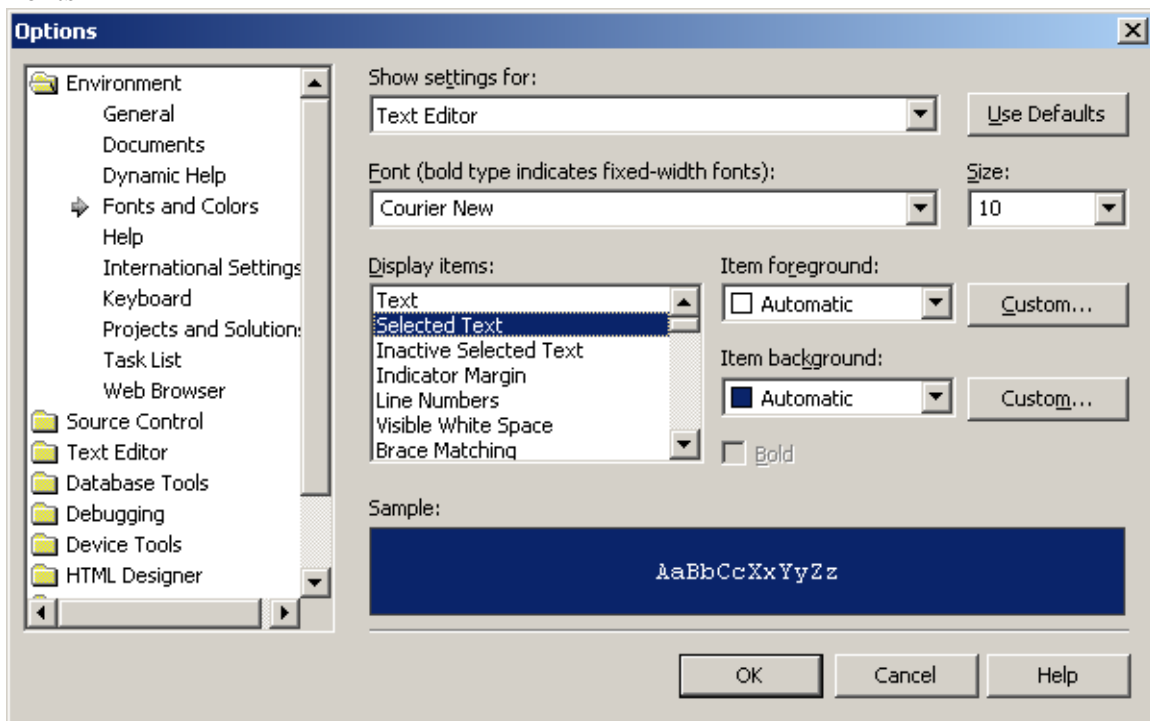 Options
Environment
General
Documents
Dynamic Help
Fonts and Colors
Help
International Settings
Keyboard
Projects and Solution
Task List
Web Browser
Source Control
Text Editor
Database Tools
Debugging
Device Tools
HTML Designer
Show settings for:
Text Editor
Use Defaults
Font (bold type indicates fixed-width fonts):
Size:
Courier New
10
Display items:
Text
Selected Text
Inactive Selected Text
Indicator Margin
Line Numbers
Visible White Space
Brace Matching
Item foreground:
Automatic
Custom...
Item background:
Automatic
Custom...
Bold
Sample:
AaBbCcXxYyZz
OK
Cancel
Help